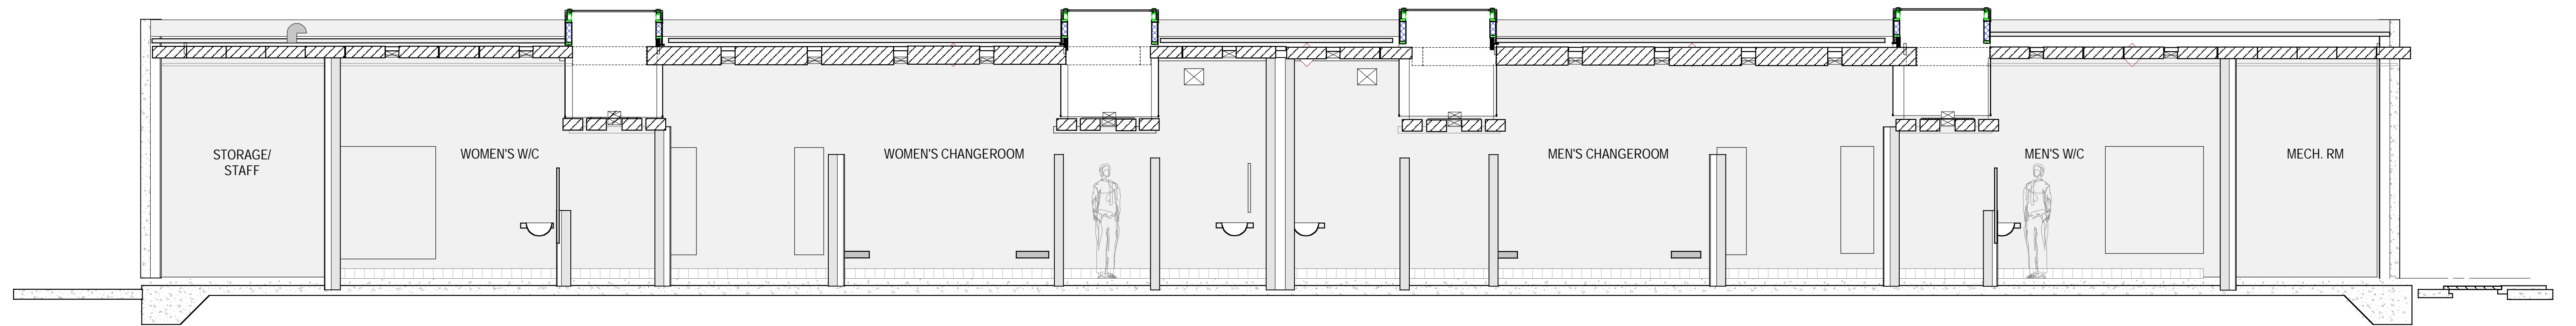 STORAGE/
STAFF
WOMEN'S W/C
WOMEN'S CHANGEROOM
MEN'S CHANGEROOM
MEN'S W/C
MECH. RM